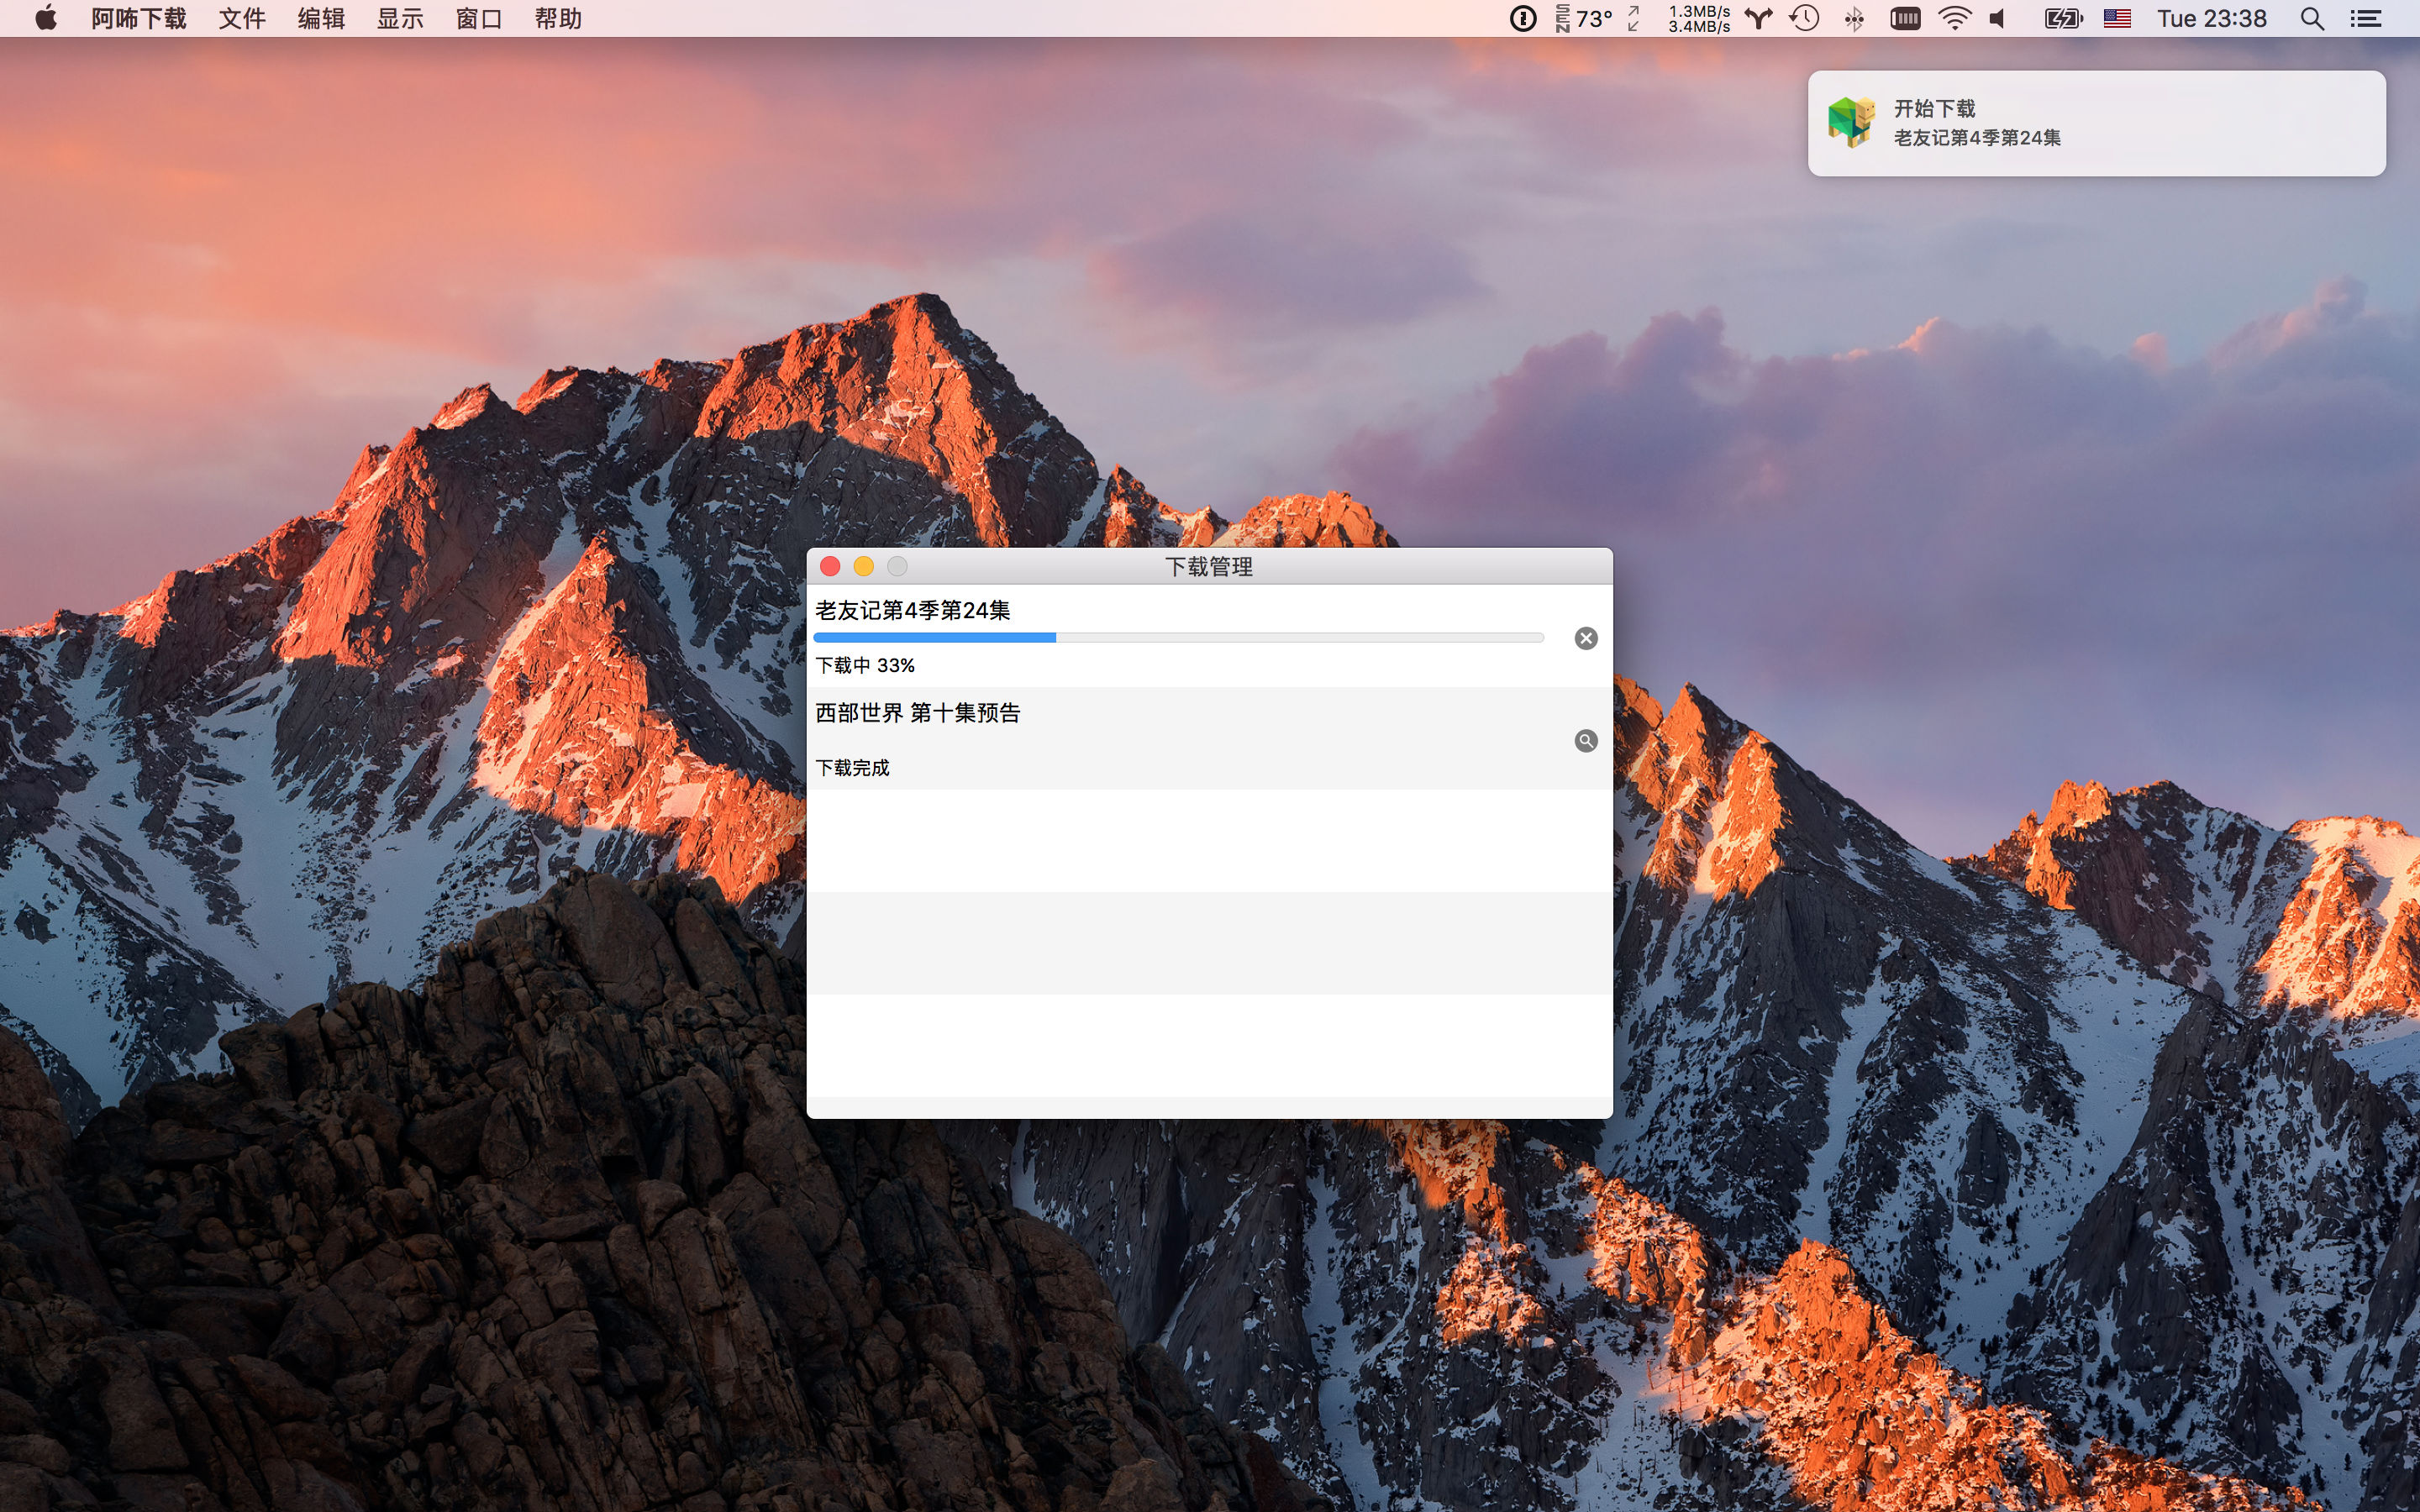 阿咘下载 文件 编辑 显示 窗口 帮助 SEN 73° 1.3MB/s Tue 23:38
3.4MB/s
开始下载
老友记第4季第24集
下载管理
老友记第4季第24集
下载中 33%
西部世界 第十集预告
下载完成